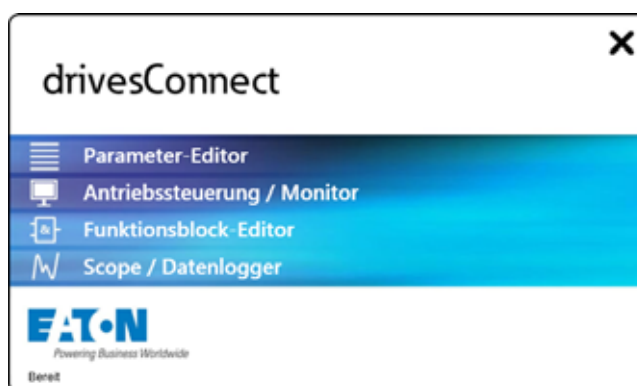 drivesConnect
Parameter-Editor
Antriebssteuerung / Monitor
Funktionsblock-Editor
Scope / Datenlogger
EATON
Powering Business Worldwide
Bereit